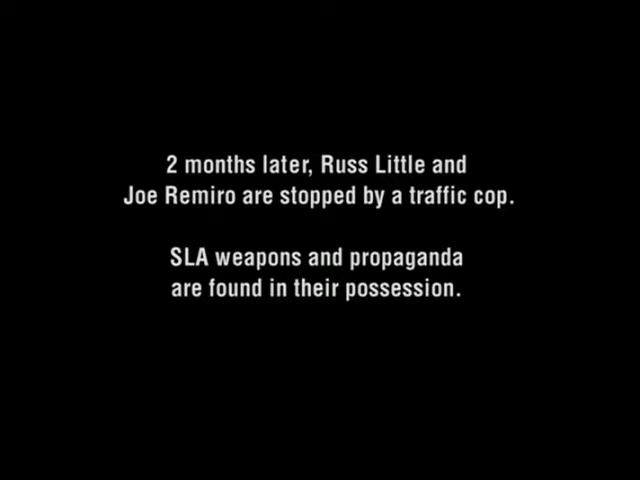 2 months later, Russ Little and
Joe Remiro are stopped by a traffic cop.
SLA weapons and propaganda
are found in their possession.